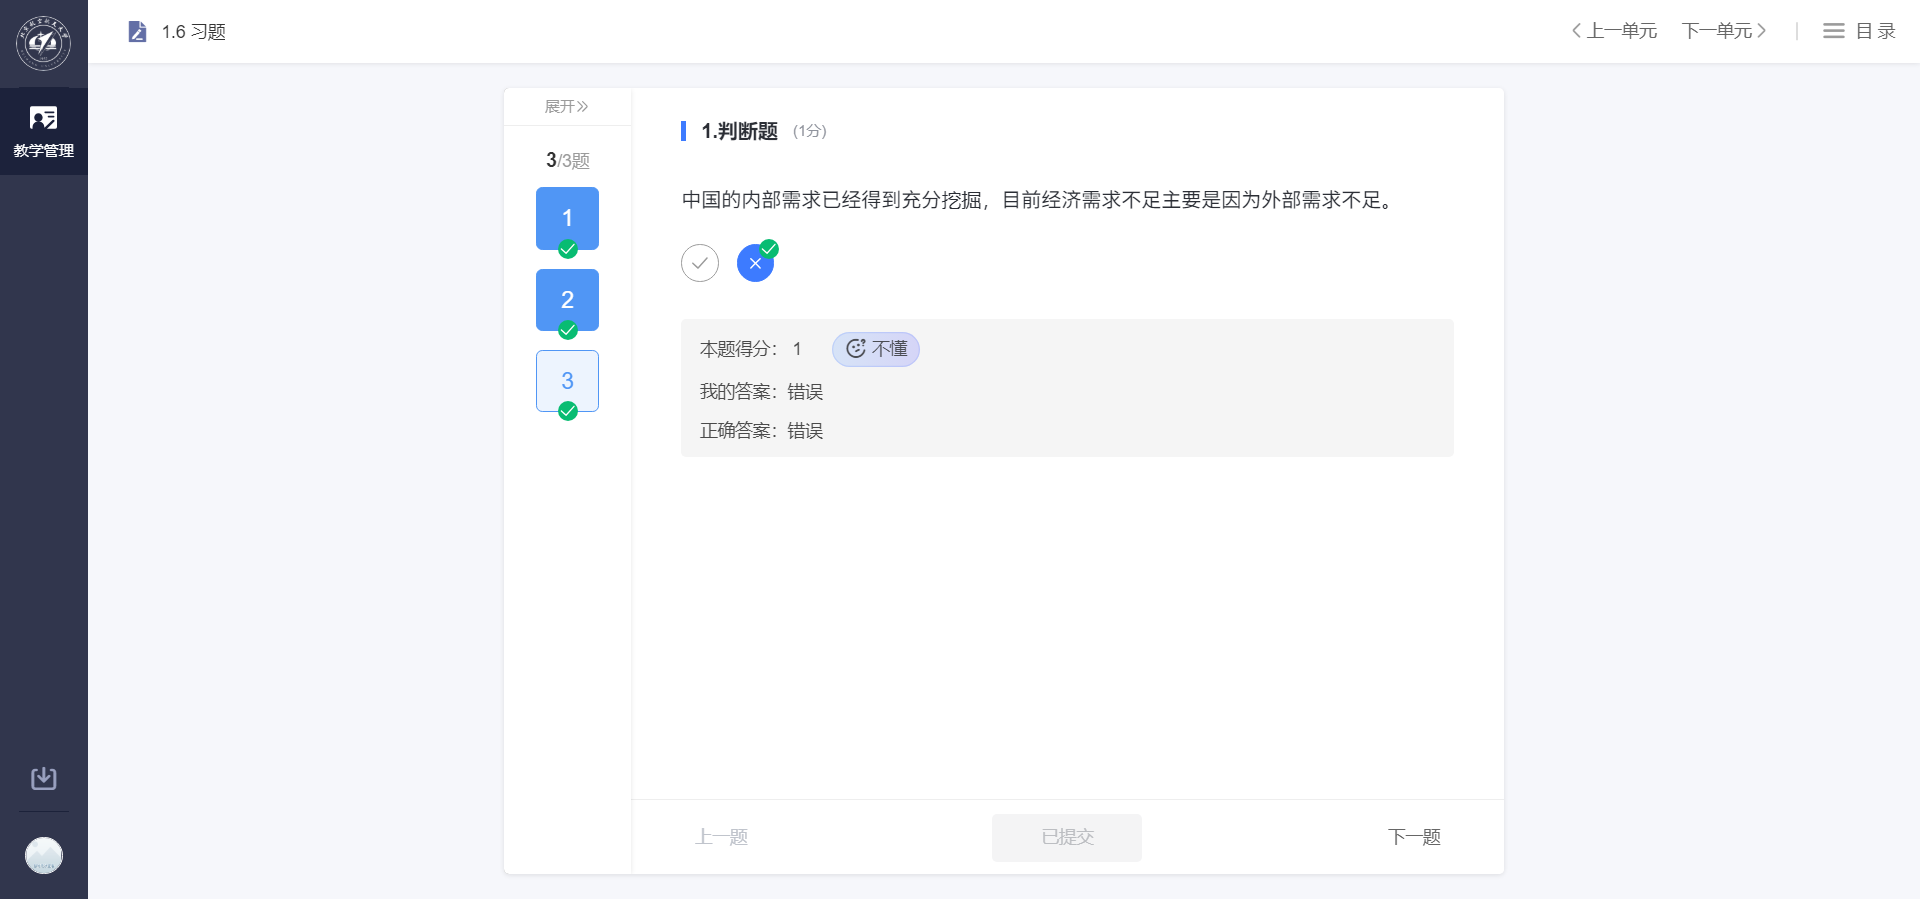 1.6 习题
上一单元
下一单元
目录
教学管理
展开
3/3题
1
2
3
1.判断题 (1分)
中国的内部需求已经得到充分挖掘，目前经济需求不足主要是因为外部需求不足。
本题得分： 1 不懂
我的答案：错误
正确答案：错误
上一题
已提交
下一题